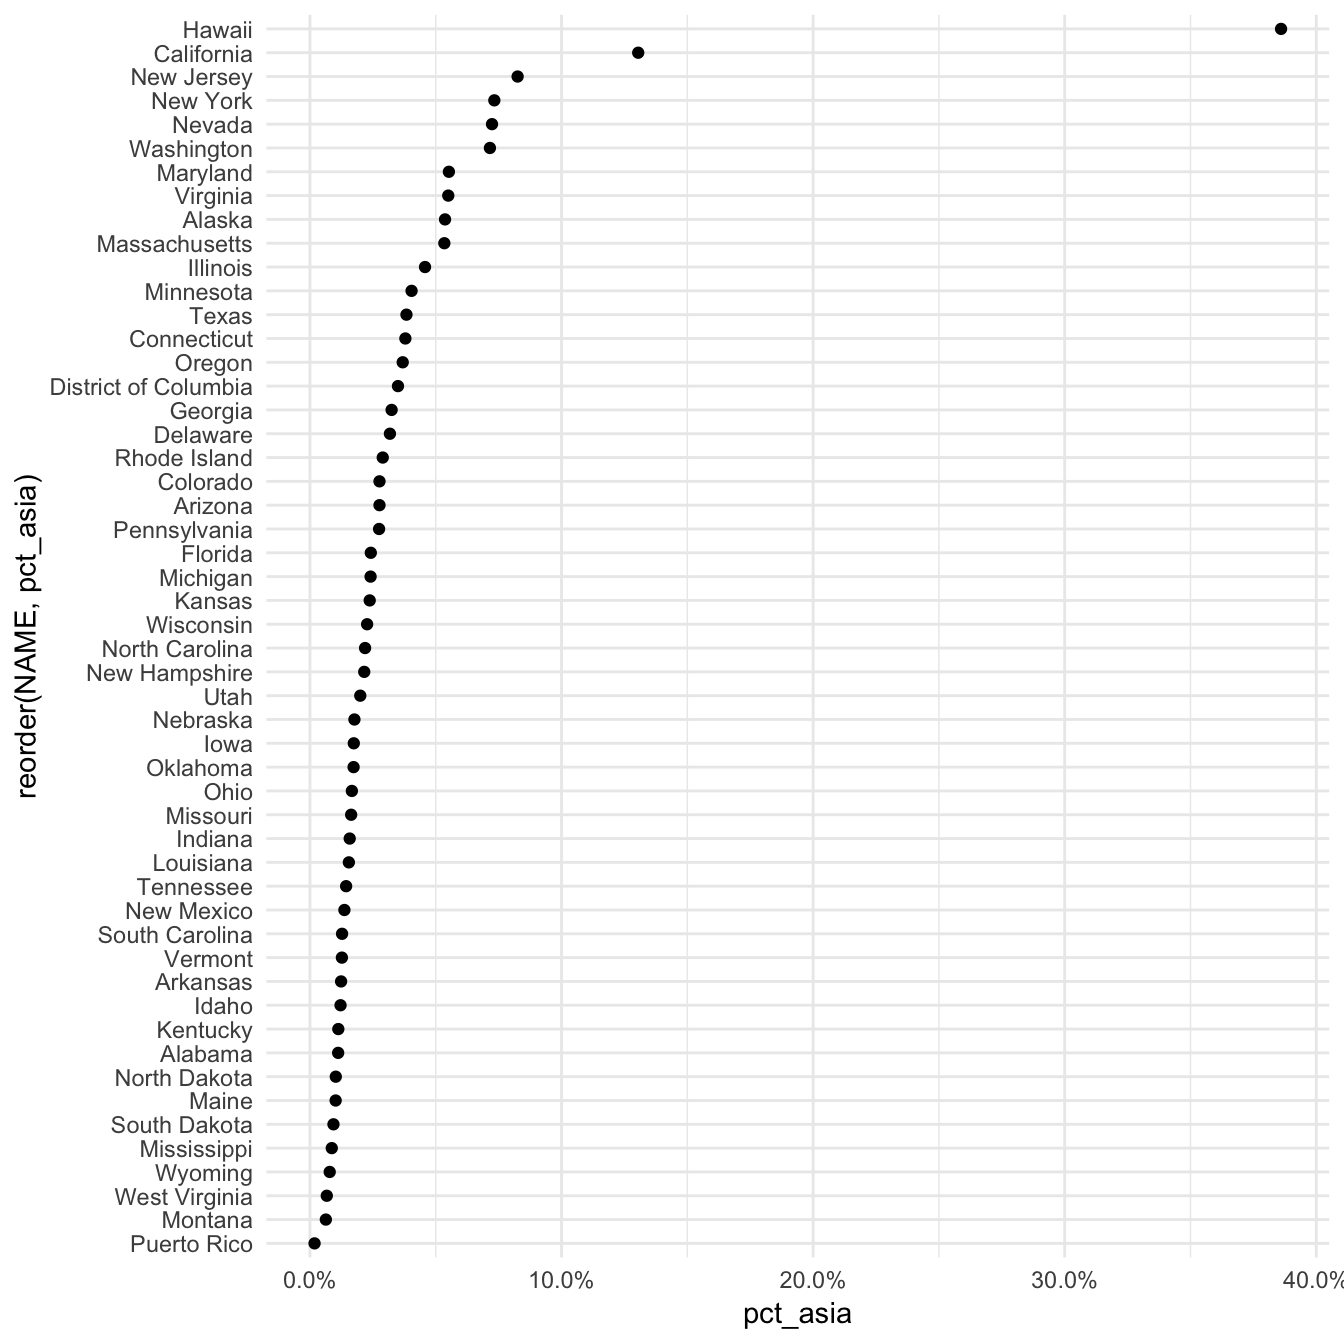 Hawaii
California
New Jersey
New York
Nevada
Washington
Maryland
Virginia
Alaska
Massachusetts
Illinois
Minnesota
Texas
Connecticut
Oregon
District of Columbia
Georgia
Delaware
Rhode Island
Colorado
Arizona
Pennsylvania
Florida
Michigan
Kansas
Wisconsin
North Carolina
New Hampshire
Utah
Nebraska
Iowa
Oklahoma
Ohio
Missouri
Indiana
Louisiana
Tennessee
New Mexico
South Carolina
Vermont
Arkansas
Idaho
Kentucky
Alabama
North Dakota
Maine
South Dakota
Mississippi
Wyoming
West Virginia
Montana
Puerto Rico
reorder(NAME, pct_asia)
0.0% 10.0% 20.0% 30.0% 40.0%
pct_asia